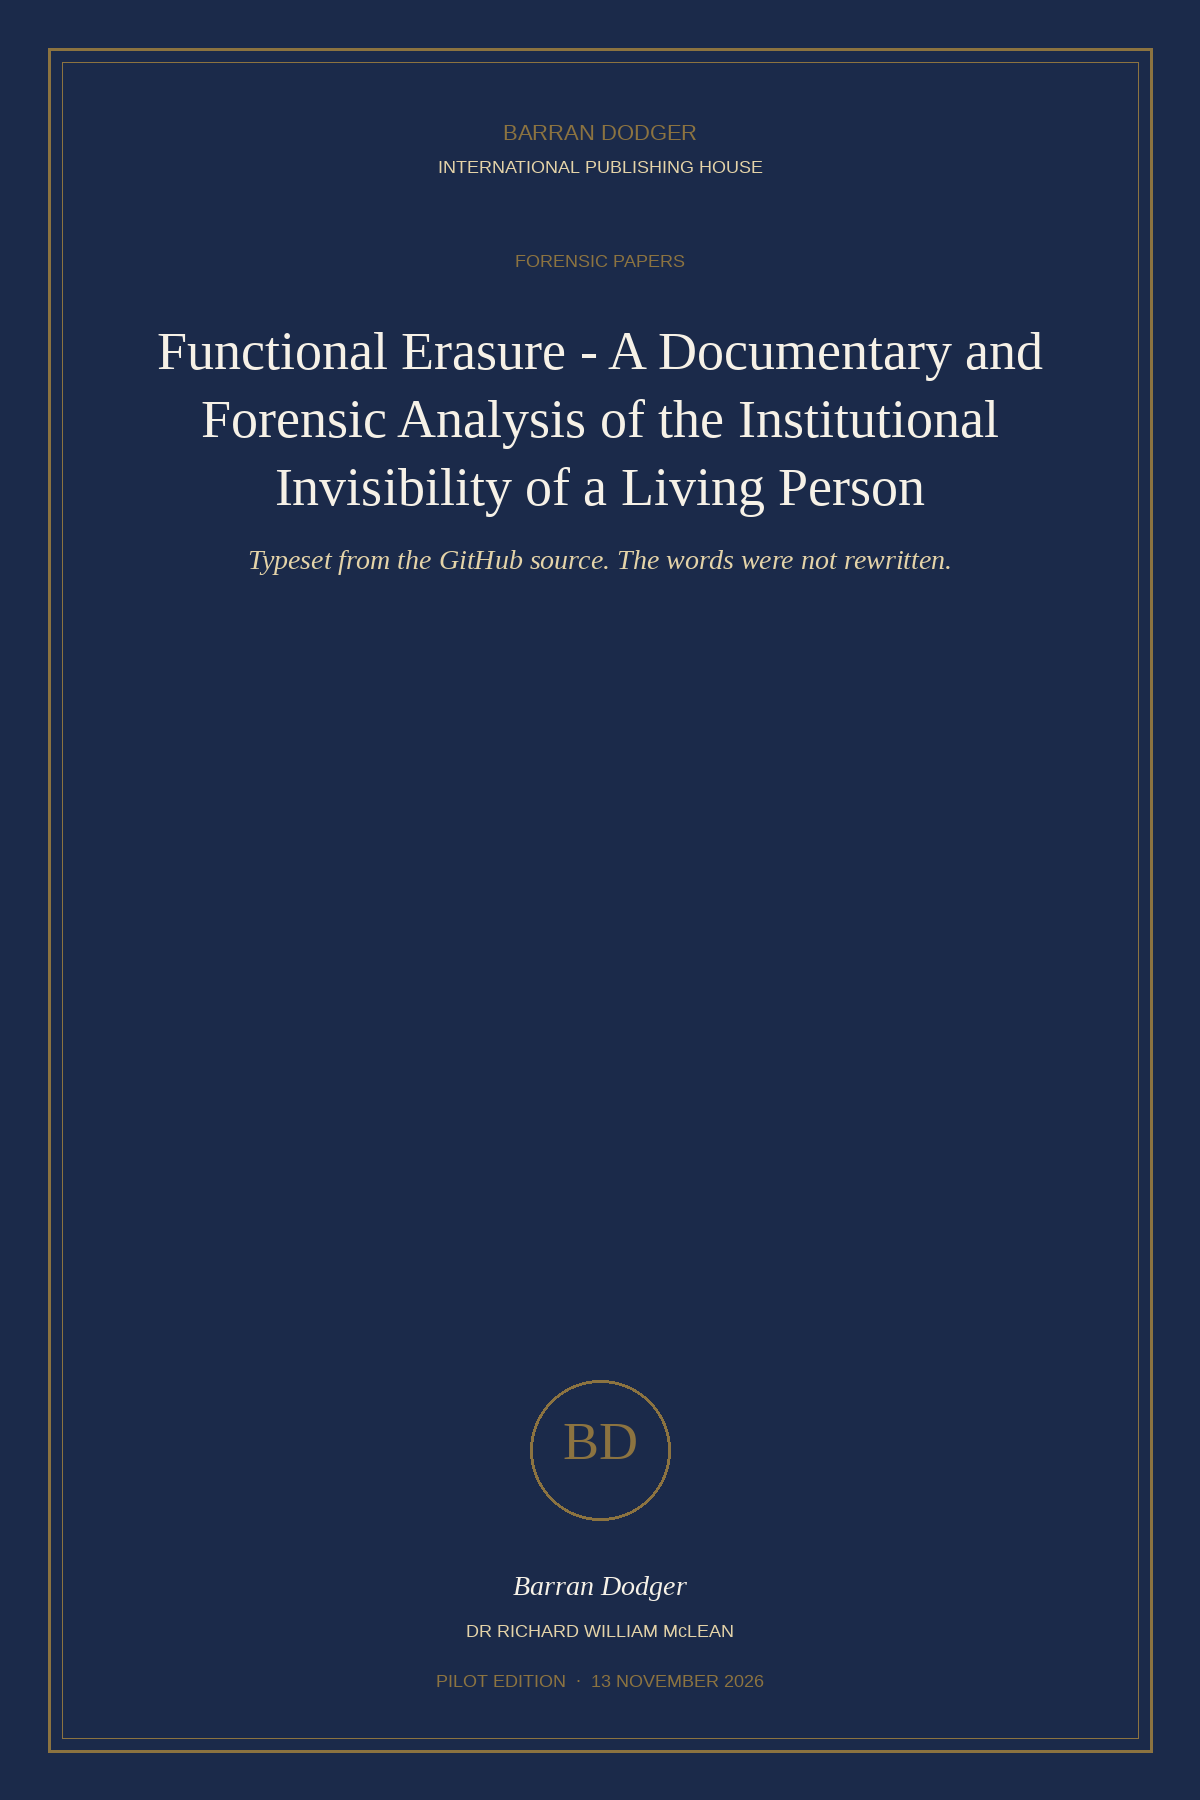 BARRAN DODGER
INTERNATIONAL PUBLISHING HOUSE
FORENSIC PAPERS
Functional Erasure - A Documentary and
Forensic Analysis of the Institutional
Invisibility of a Living Person
Typeset from the GitHub source. The words were not rewritten.
BD
Barran Dodger
DR RICHARD WILLIAM McLEAN
PILOT EDITION · 13 NOVEMBER 2026